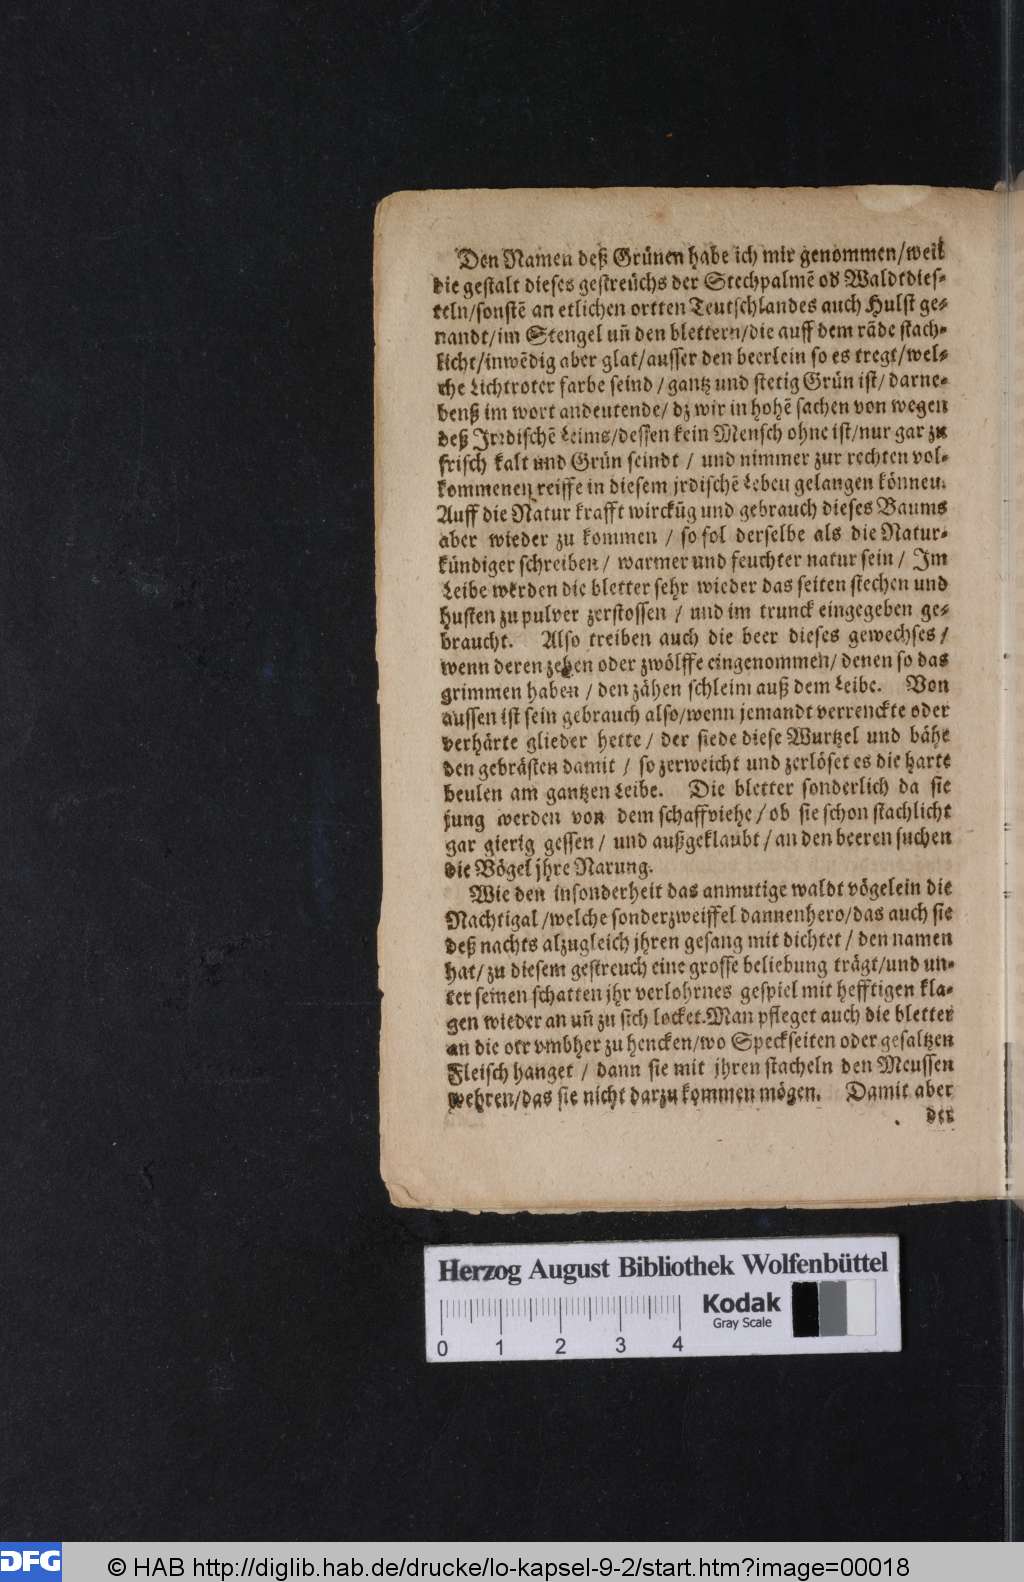 Den Namen deß Grünen habe ich mir genommen/weil
die gestalt dieses gestreüchs der Stechpalmẽ od Waldtdies-
teln/sonstẽ an etlichen ortten Teutschlandes auch Hulst ge-
nandt/im Stengel uñ den blettern/die auff dem rãde stach-
licht/inwẽdig aber glat/ausser den beerlein so es tregt/wel-
che Lichtroter farbe seind/gantz und stetig Grün ist/darne-
benß im wort andeutende/dz wir in hohẽ sachen von wegen
deß Irrdischẽ Leims/dessen kein Mensch ohne ist/nur gar zu
frisch kalt und Grün seindt / und nimmer zur rechten vol-
kommenen reiffe in diesem jrdischẽ Leben gelangen können.
Auff die Natur krafft wirckũg und gebrauch dieses Baums
aber wieder zu kommen / so sol derselbe als die Natur-
kündiger schreiben / warmer und feuchter natur sein / Im
Leibe werden die bletter sehr wieder das seiten stechen und
husten zu pulver zerstossen / und im trunck eingegeben ge-
braucht. Also treiben auch die beer dieses gewechses /
wenn deren zehen oder zwölffe eingenommen/ denen so das
grimmen haben / den zähen schleim auß dem Leibe. Von
aussen ist sein gebrauch also/wenn jemandt verrenckte oder
verhärte glieder hette / der siede diese Wurtzel und bähe
den gebrästen damit / so zerweicht und zerlöset es die harte
beulen am gantzen Leibe. Die bletter sonderlich da sie
jung werden von dem schaffviehe / ob sie schon stachlicht
gar gierig gessen / und außgeklaubt / an den beeren suchen
die Vögel jhre Narung.
Wie den insonderheit das anmutige waldt vögelein die
Nachtigal /welche sonder zweiffel dannenhero/das auch sie
deß nachts alzugleich jhren gesang mit dichtet / den namen
hat/ zu diesem gestreuch eine grosse beliebung trägt/und un-
ter seinen schatten jhr verlohrnes gespiel mit hefftigen kla-
gen wieder an uñ zu sich locket. Man pfleget auch die bletter
an die otr vmbher zu hencken/wo Speckseiten oder gesaltzen
Fleisch hanget / dann sie mit jhren stacheln den Meussen
wehren/das sie nicht darzu kommen mögen. Damit aber
der
Herzog August Bibliothek Wolfenbüttel
Kodak
Gray Scale
0 1 2 3 4
DFG
© HAB http://diglib.hab.de/drucke/lo-kapsel-9-2/start.htm?image=00018